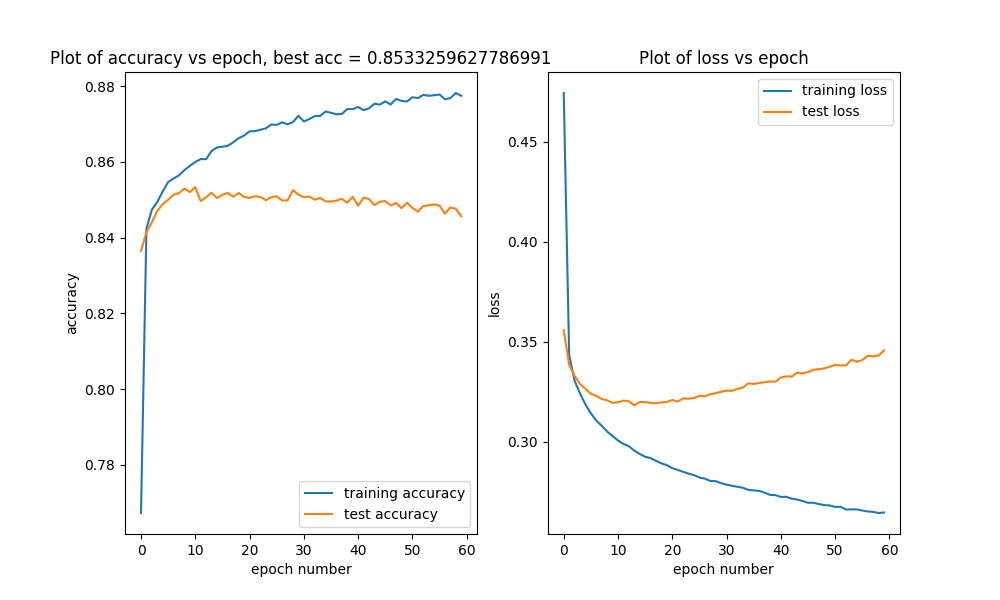 Plot of accuracy vs epoch, best acc = 0.8533259627786991
0.88
0.86
0.84
0.82
0.80
0.78
accuracy
training accuracy
test accuracy
0 10 20 30 40 50 60
epoch number
Plot of loss vs epoch
training loss
test loss
0.45
0.40
0.35
0.30
loss
0 10 20 30 40 50 60
epoch number